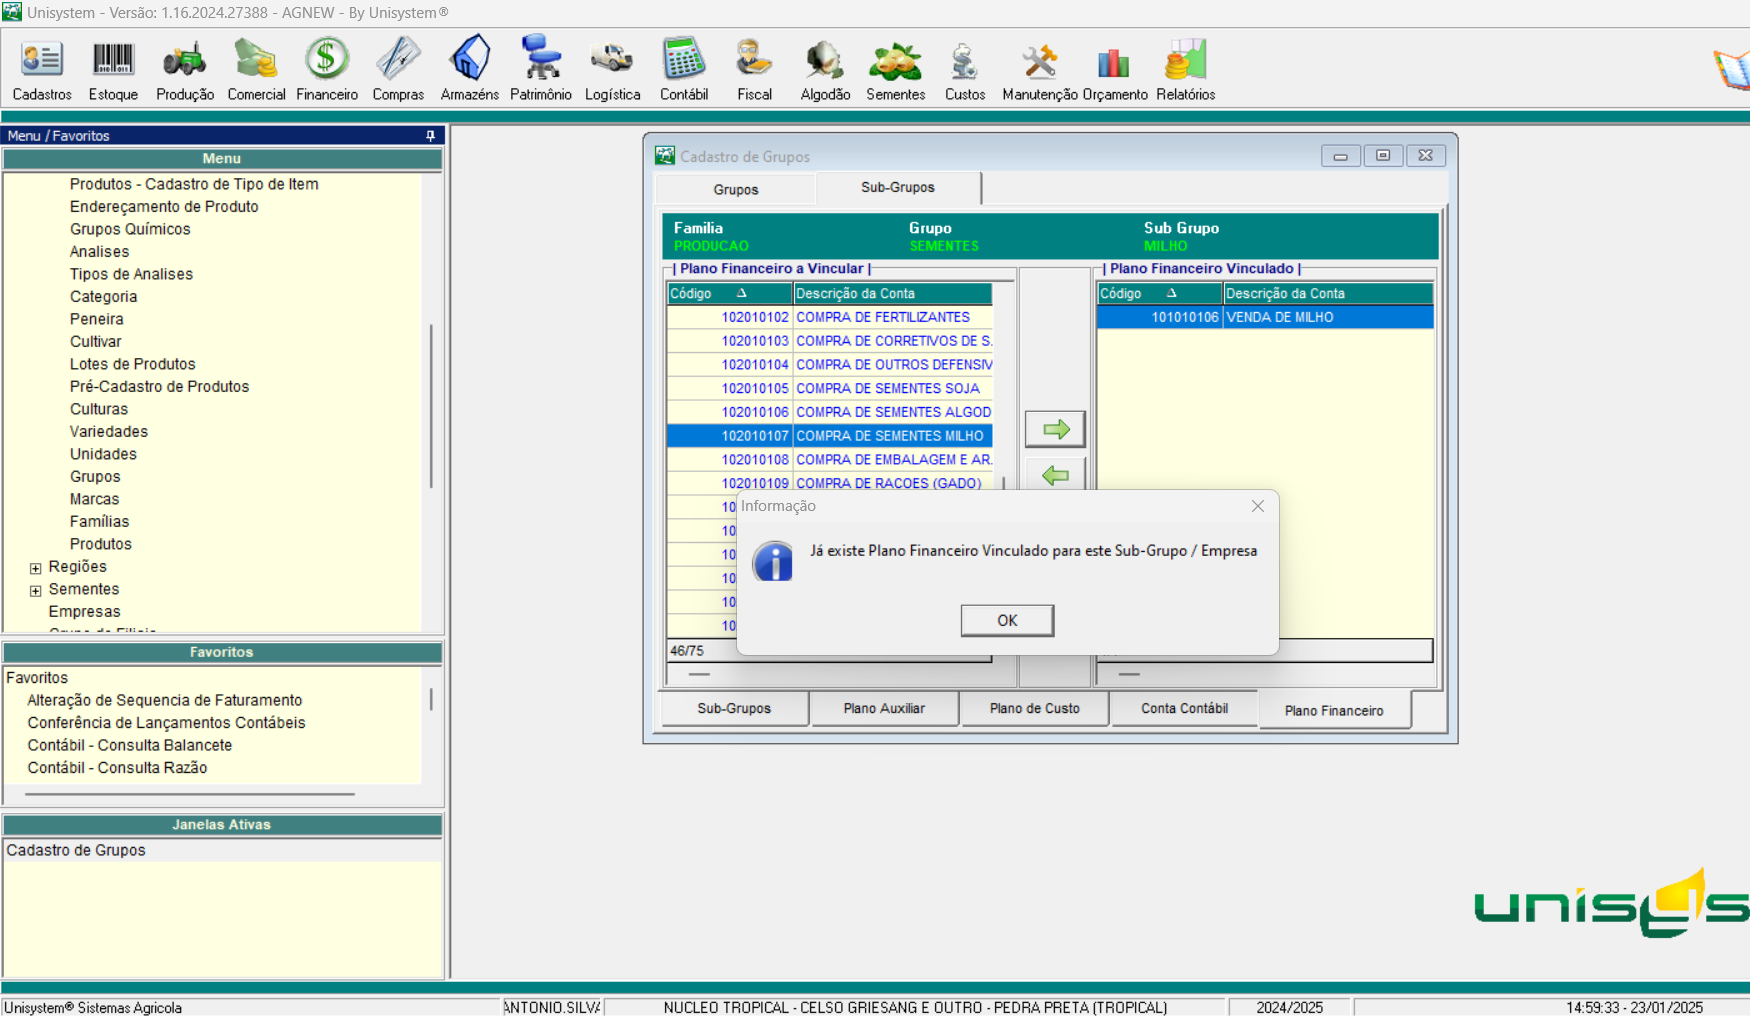 Unisystem - Versão: 1.16.2024.27388 - AGNEW - By Unisystem®
Cadastros Estoque Produção Comercial Financeiro Compras Armazéns Patrimônio Logística Contábil Fiscal Algodão Sementes Custos Manutenção Orçamento Relatórios
Menu / Favoritos
Menu
Produtos - Cadastro de Tipo de Item
Endereçamento de Produto
Grupos Químicos
Analises
Tipos de Analises
Categoria
Peneira
Cultivar
Lotes de Produtos
Pré-Cadastro de Produtos
Culturas
Variedades
Unidades
Grupos
Marcas
Famílias
Produtos
Regiões
Sementes
Empresas
Favoritos
Favoritos
Alteração de Sequencia de Faturamento
Conferência de Lançamentos Contábeis
Contábil - Consulta Balancete
Contábil - Consulta Razão
Janelas Ativas
Cadastro de Grupos
Cadastro de Grupos
Grupos Sub-Grupos
Familia Grupo Sub Grupo
PRODUCAO SEMENTES MILHO
| Plano Financeiro a Vincular |
Código Descrição da Conta
102010102 COMPRA DE FERTILIZANTES
102010103 COMPRA DE CORRETIVOS DE S.
102010104 COMPRA DE OUTROS DEFENSIV
102010105 COMPRA DE SEMENTES SOJA
102010106 COMPRA DE SEMENTES ALGOD
102010107 COMPRA DE SEMENTES MILHO
102010108 COMPRA DE EMBALAGEM E AR.
102010109 COMPRA DE RACOES (GADO)
10
10
10
10
10
10
46/75
| Plano Financeiro Vinculado |
Código Descrição da Conta
101010106 VENDA DE MILHO
Informação
Já existe Plano Financeiro Vinculado para este Sub-Grupo / Empresa
OK
Sub-Grupos Plano Auxiliar Plano de Custo Conta Contábil Plano Financeiro
unisys
Unisystem® Sistemas Agricola ANTONIO.SILVA NUCLEO TROPICAL - CELSO GRIESANG E OUTRO - PEDRA PRETA (TROPICAL) 2024/2025 14:59:33 - 23/01/2025